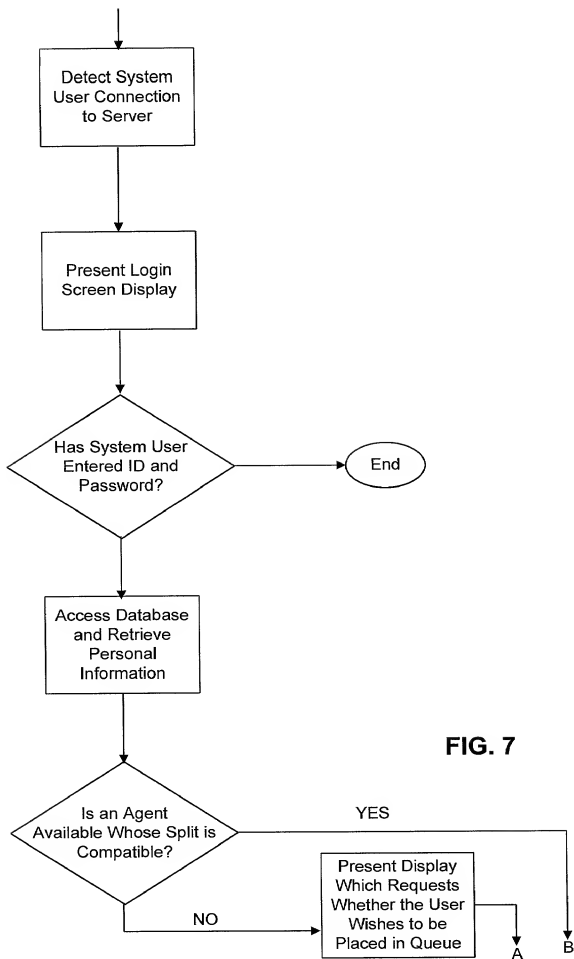 Detect System
User Connection
to Server
Present Login
Screen Display
Has System User
Entered ID and
Password?
End
Access Database
and Retrieve
Personal
Information
FIG. 7
Is an Agent
Available Whose Split is
Compatible?
YES
NO
Present Display
Which Requests
Whether the User
Wishes to be
Placed in Queue
A
B